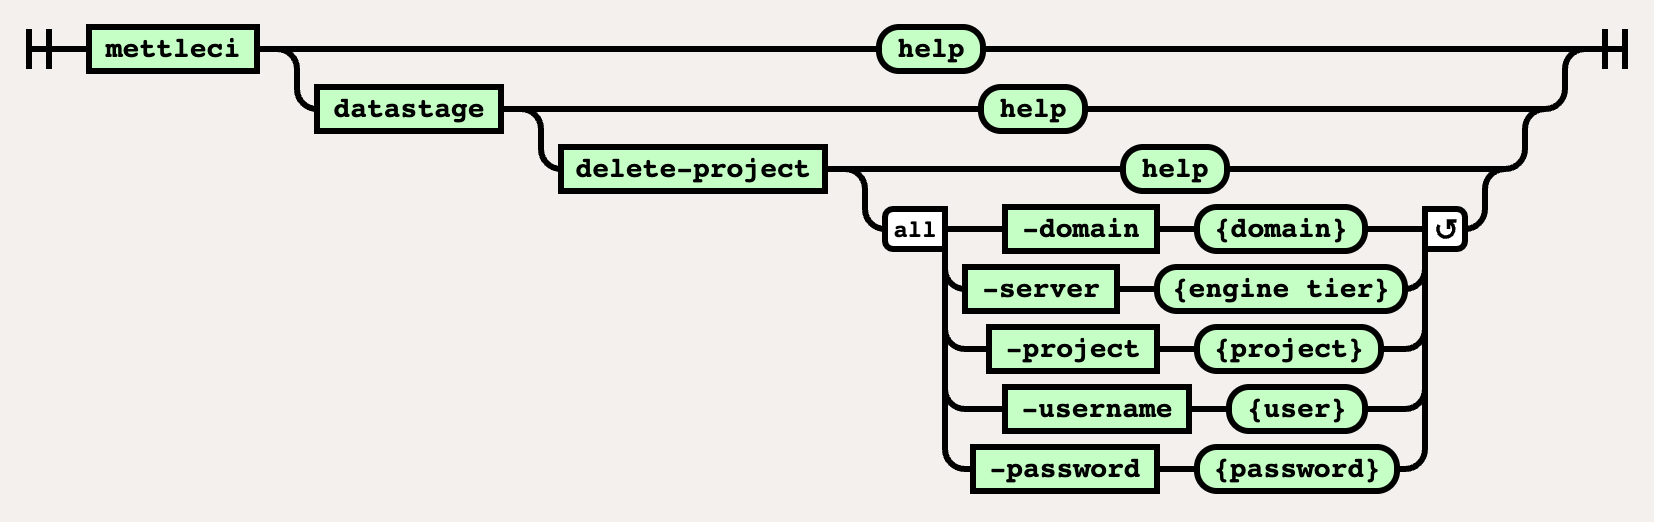 mettleci help
datastage help
delete-project help
all -domain {domain} ↺
-server {engine tier}
-project {project}
-username {user}
-password {password}